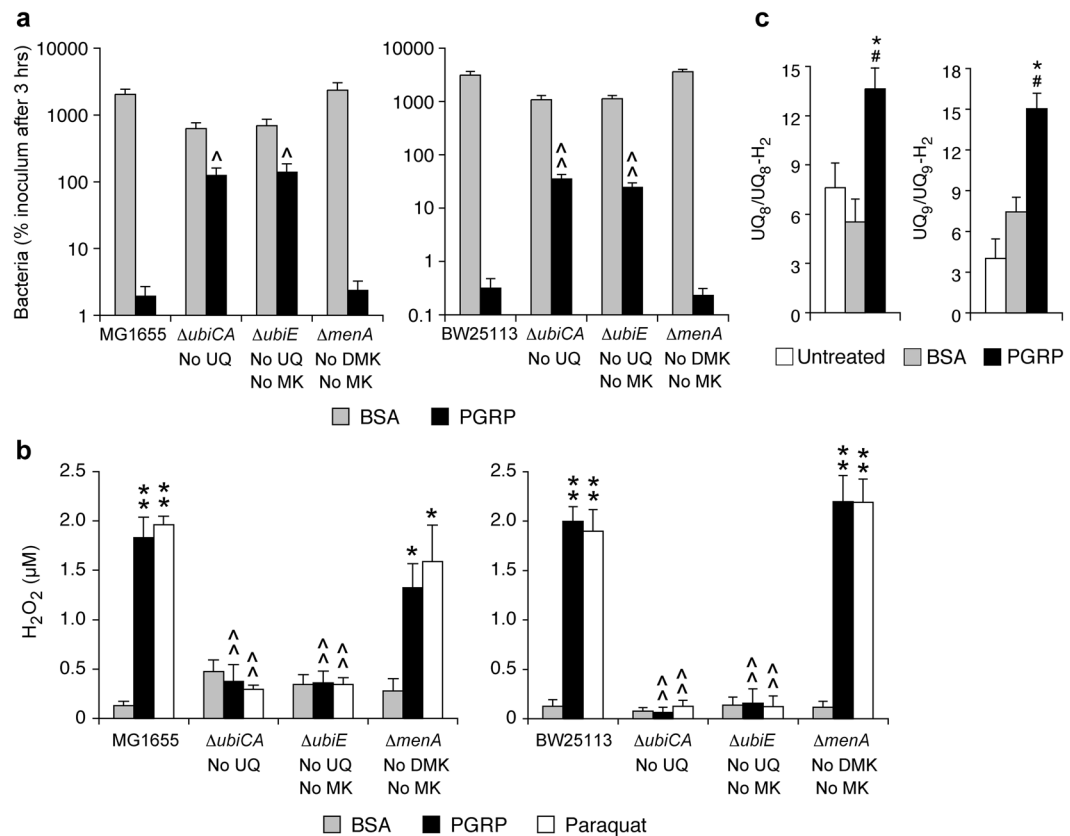 a
Bacteria (% inoculum after 3 hrs)
10000
1000
100
10
1
^ ^
MG1655 ΔubiCA ΔubiE ΔmenA
No UQ No UQ No DMK
No MK No MK
10000
1000
100
10
1
0.1
^ ^
^ ^
BW25113 ΔubiCA ΔubiE ΔmenA
No UQ No UQ No DMK
No MK No MK
BSA PGRP
c
UQ8/UQ8-H2
15
12
9
6
3
0
*
#
UQ9/UQ9-H2
18
15
12
9
6
3
0
*
#
Untreated BSA PGRP
b
H2O2 (µM)
2.5
2.0
1.5
1.0
0.5
0
* * ^ ^ ^ ^ * *
* * ^ ^ ^ ^
MG1655 ΔubiCA ΔubiE ΔmenA
No UQ No UQ No DMK
No MK No MK
2.5
2.0
1.5
1.0
0.5
0
* * ^ ^ ^ ^ * *
* * ^ ^ ^ ^ * *
BW25113 ΔubiCA ΔubiE ΔmenA
No UQ No UQ No DMK
No MK No MK
BSA PGRP Paraquat